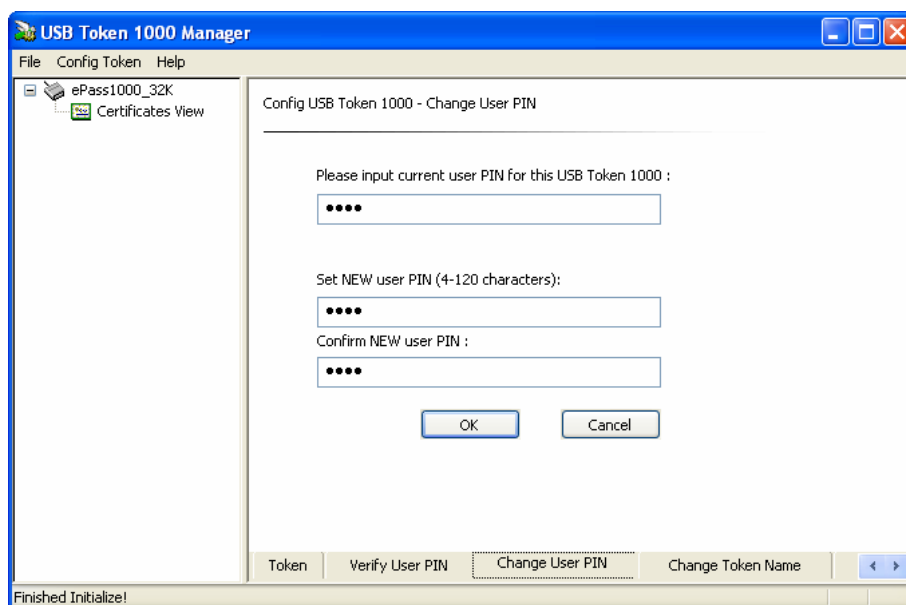 USB Token 1000 Manager
File Config Token Help
ePass1000_32K
Certificates View
Config USB Token 1000 - Change User PIN
Please input current user PIN for this USB Token 1000 :
••••
Set NEW user PIN (4-120 characters):
••••
Confirm NEW user PIN :
••••
OK Cancel
Token Verify User PIN Change User PIN Change Token Name
Finished Initialize!